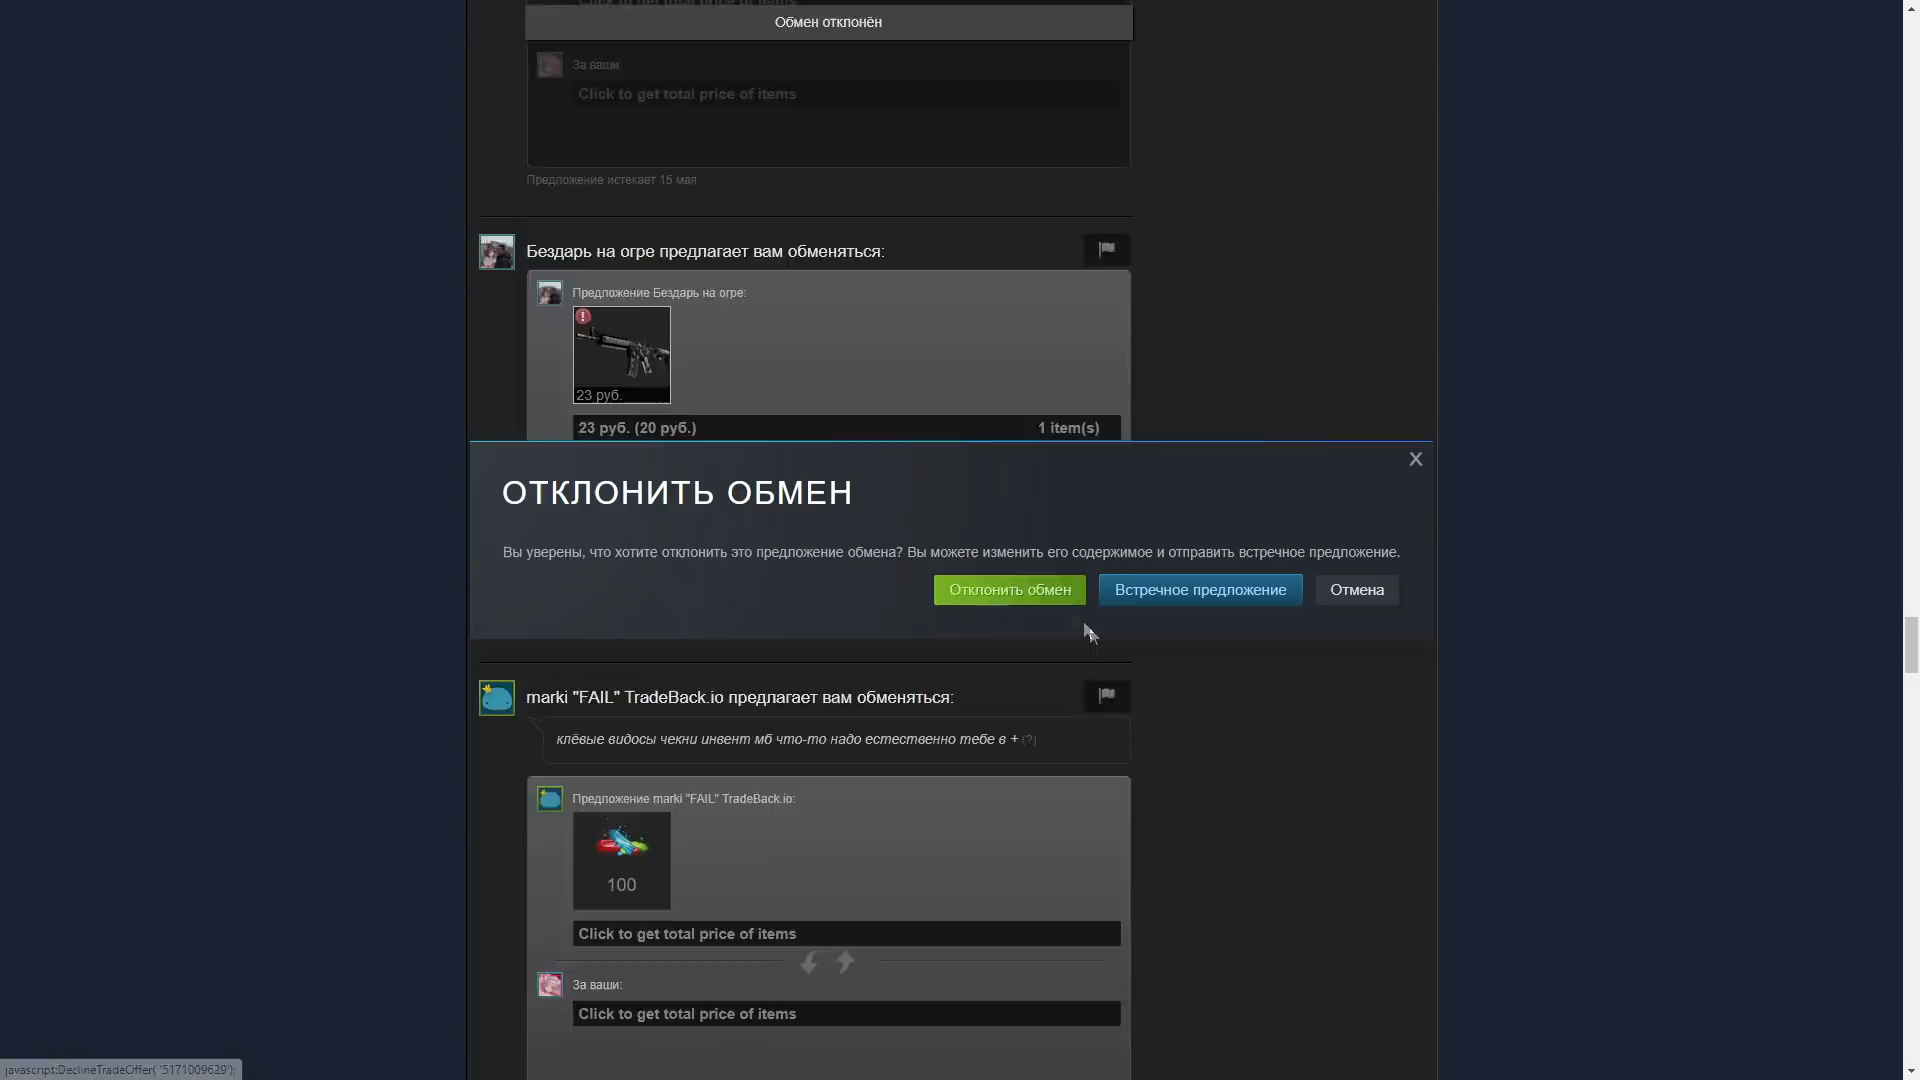 Обмен отклонён
За ваши
Click to get total price of items
Предложение истекает 15 мая
Бездарь на огре предлагает вам обменяться:
Предложение Бездарь на огре:
23 руб.
23 руб. (20 руб.) 1 item(s)
X
ОТКЛОНИТЬ ОБМЕН
Вы уверены, что хотите отклонить это предложение обмена? Вы можете изменить его содержимое и отправить встречное предложение.
Отклонить обмен Встречное предложение Отмена
marki "FAIL" TradeBack.io предлагает вам обменяться:
клёвые видосы чекни инвент мб что-то надо естественно тебе в + (?)
Предложение marki "FAIL" TradeBack.io:
100
Click to get total price of items
За ваши:
Click to get total price of items
javascript:DeclineTradeOffer( '5171009629');